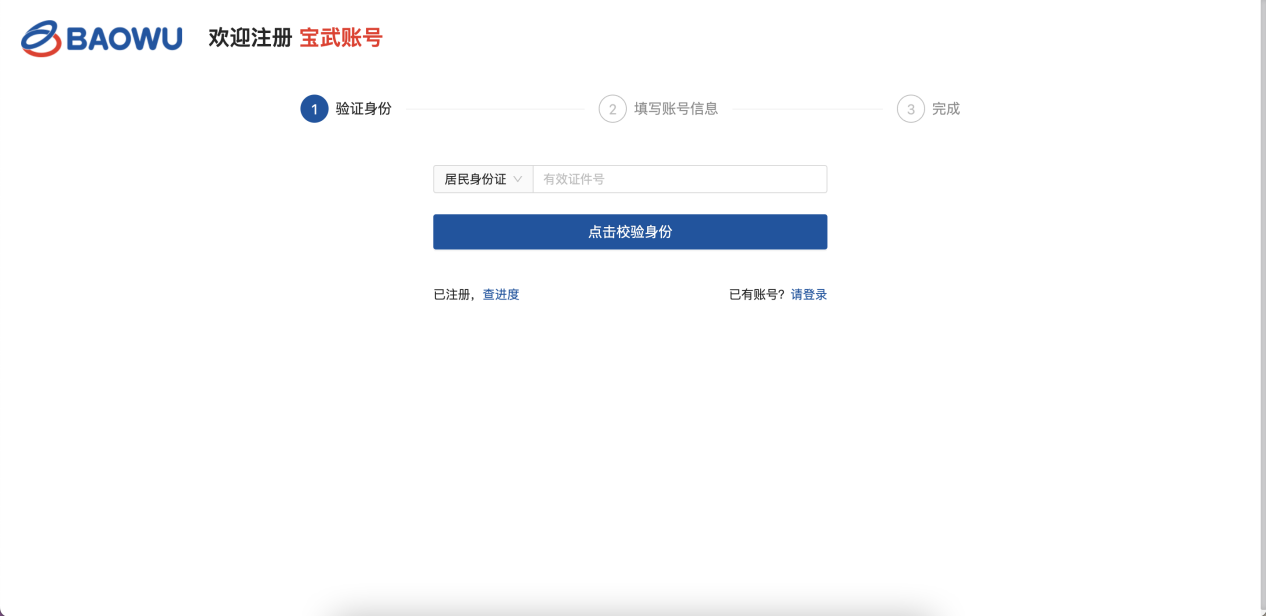 BAOWU 欢迎注册 宝武账号
1 验证身份 2 填写账号信息 3 完成
居民身份证 有效证件号
点击校验身份
已注册，查进度 已有账号？请登录